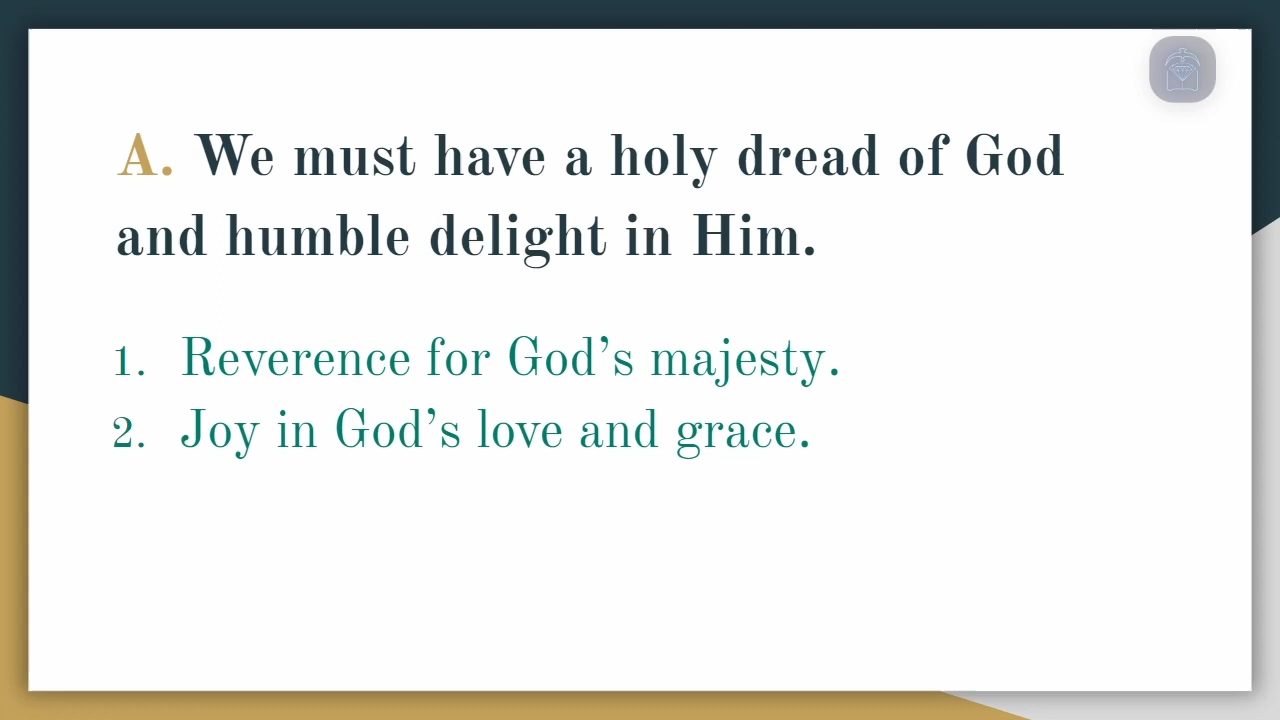 A. We must have a holy dread of God
and humble delight in Him.
1. Reverence for God’s majesty.
2. Joy in God’s love and grace.